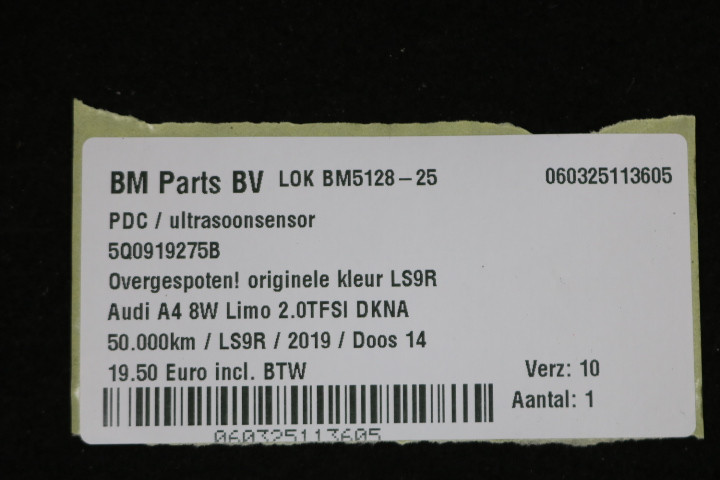 BM Parts BV LOK BM5128-25 060325113605
PDC / ultrasoonsensor
5Q0919275B
Overgespoten! originele kleur LS9R
Audi A4 8W Limo 2.0TFSI DKNA
50.000km / LS9R / 2019 / Doos 14
19.50 Euro incl. BTW Verz: 10
Aantal: 1
060325113605